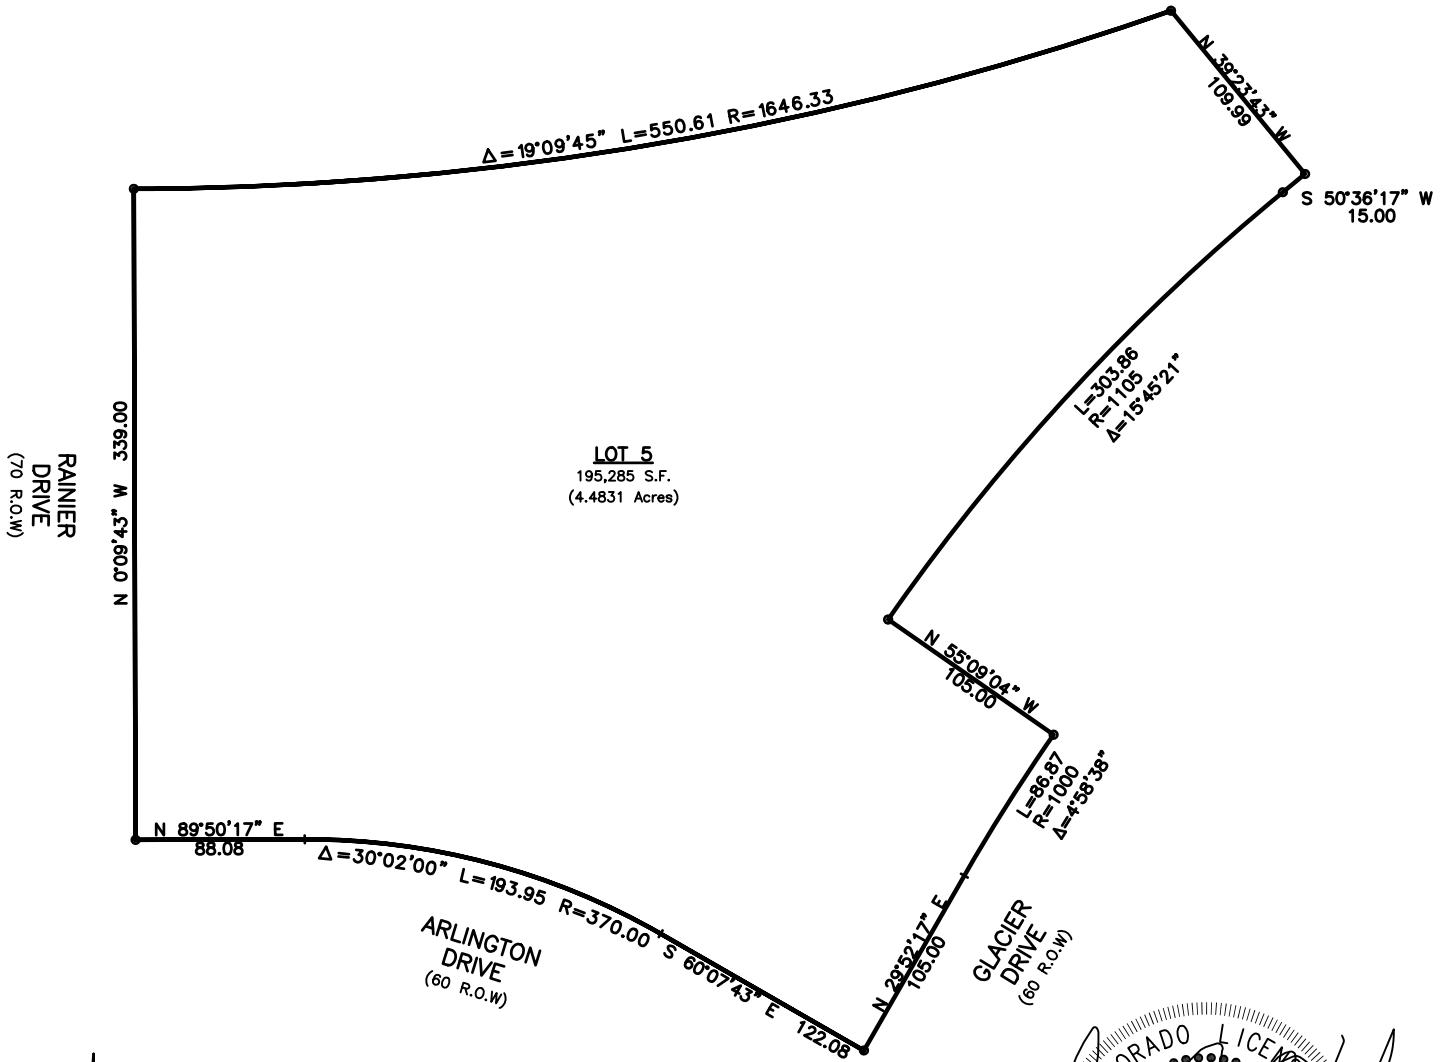 N 39°23'43" W
109.99
Δ=19°09'45" L=550.61 R=1646.33
S 50°36'17" W
15.00
L=303.86
R=1105
Δ=15°45'21"
N 0°09'43" W 339.00
RAINIER
DRIVE
(70 R.O.W)
LOT 5
195,285 S.F.
(4.4831 Acres)
N 55°09'04" W
105.00
L=86.87
R=1000
Δ=4°58'38"
N 89°50'17" E
88.08
Δ=30°02'00" L=193.95 R=370.00
S 60°07'43" E 122.08
N 29°52'17" E
105.00
ARLINGTON
DRIVE
(60 R.O.W)
GLACIER
DRIVE
(60 R.O.W)